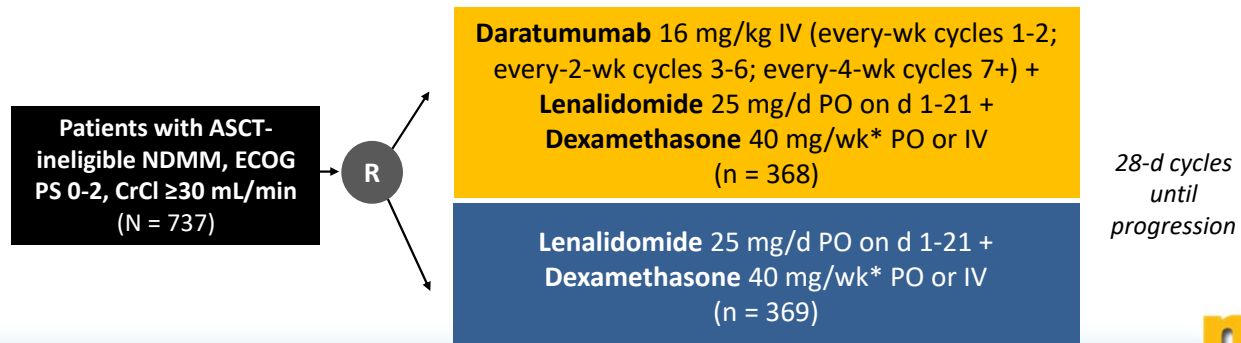 Patients with ASCT-
ineligible NDMM, ECOG
PS 0-2, CrCl ≥30 mL/min
(N = 737)
R
Daratumumab 16 mg/kg IV (every-wk cycles 1-2;
every-2-wk cycles 3-6; every-4-wk cycles 7+) +
Lenalidomide 25 mg/d PO on d 1-21 +
Dexamethasone 40 mg/wk* PO or IV
(n = 368)
Lenalidomide 25 mg/d PO on d 1-21 +
Dexamethasone 40 mg/wk* PO or IV
(n = 369)
28-d cycles
until
progression